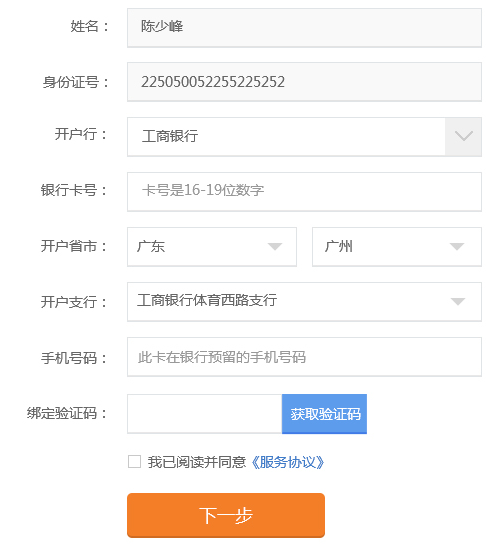 姓名： 陈少峰
身份证号： 225050052255225252
开户行： 工商银行
银行卡号： 卡号是16-19位数字
开户省市： 广东 广州
开户支行： 工商银行体育西路支行
手机号码： 此卡在银行预留的手机号码
绑定验证码： 获取验证码
我已阅读并同意《服务协议》
下一步